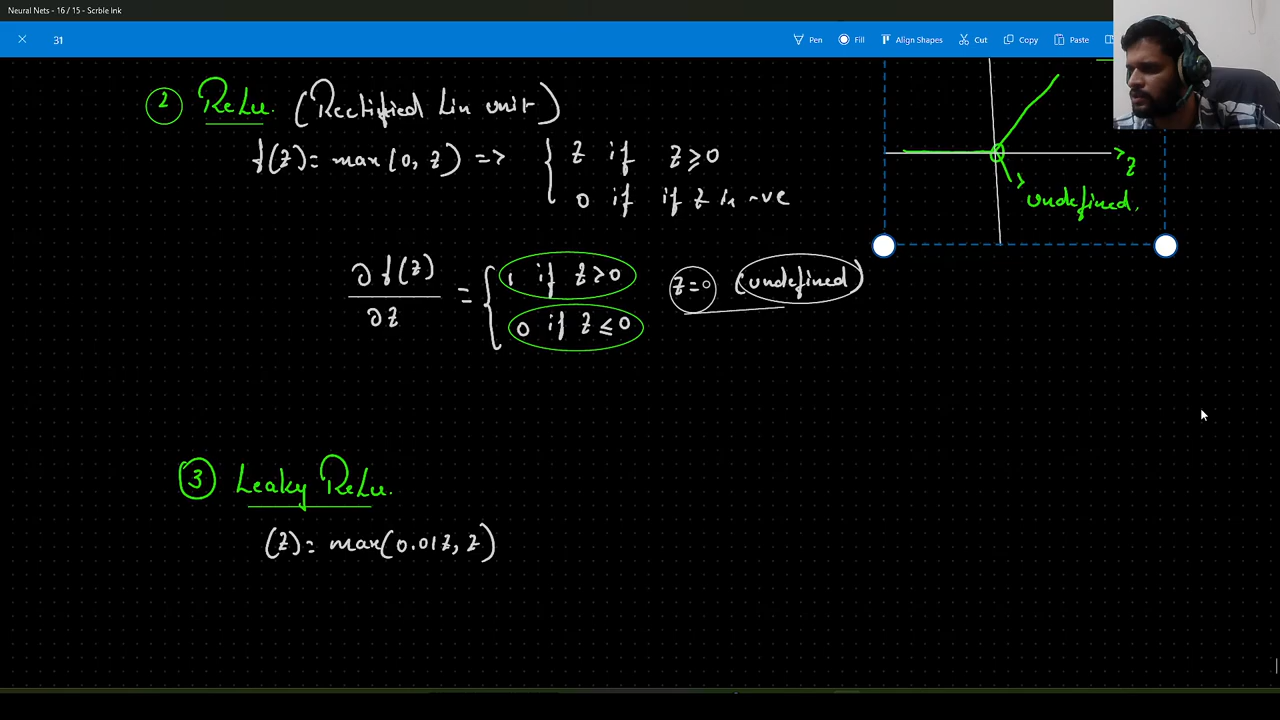 Neural Nets - 16 / 15 - Scrble Ink
31
Pen Fill Align Shapes Cut Copy Paste
2 ReLu. (Rectified Lin unit)
f(z) = max(0, z) => { z if z ≥ 0
0 if if z is -ve
z
undefined.
∂f(z) / ∂z = { 1 if z > 0
0 if z ≤ 0
z = 0 (undefined)
3 Leaky ReLu.
(z) = max(0.01z, z)